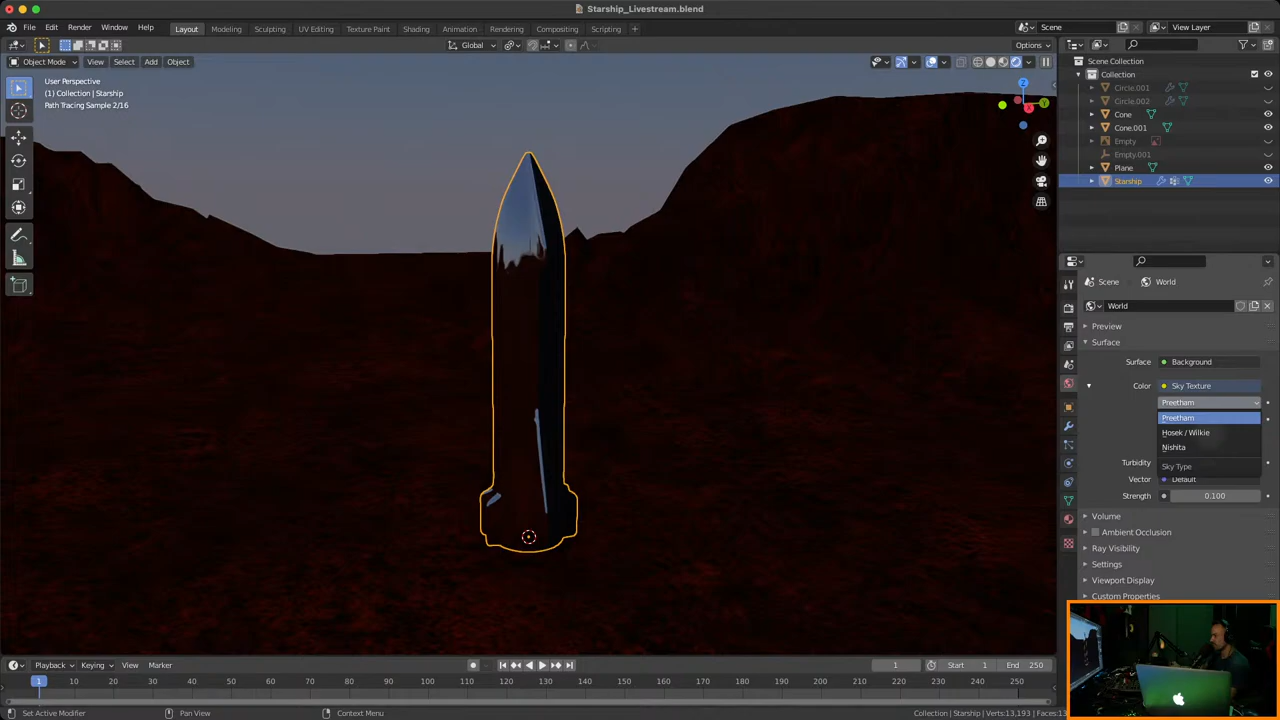 Starship_Livestream.blend
File Edit Render Window Help Layout Modeling Sculpting UV Editing Texture Paint Shading Animation Rendering Compositing Scripting + Scene View Layer
Global Options
Object Mode View Select Add Object
User Perspective
(1) Collection | Starship
Path Tracing Sample 2/16
Z
Y
X
Scene Collection
Collection
Circle.001
Circle.002
Cone
Cone.001
Empty
Empty.001
Plane
Starship
Scene World
World
Preview
Surface
Surface Background
Color Sky Texture
Preetham
Preetham
Hosek / Wilkie
Nishita
Turbidity
Sky Type
Vector Default
Strength 0.100
Volume
Ambient Occlusion
Ray Visibility
Settings
Viewport Display
Custom Properties
Playback Keying View Marker 1 Start 1 End 250
1 10 20 30 40 50 60 70 80 90 100 110 120 130 140 150 160 170 180 190 200 210 220 230 240 250
Set Active Modifier Pan View Context Menu Collection | Starship | Verts:13,193 | Faces:13